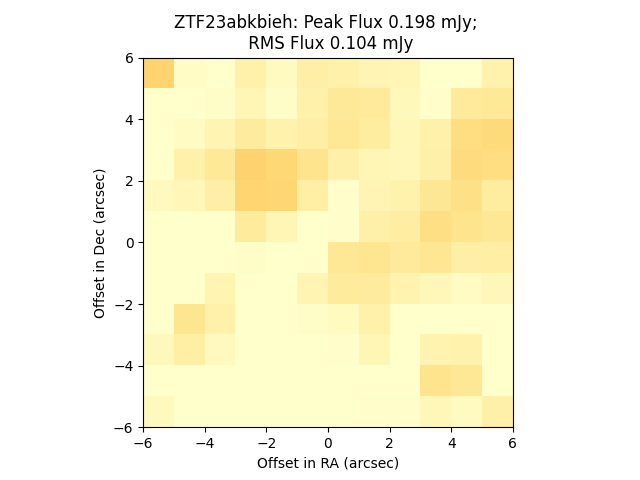 ZTF23abkbieh: Peak Flux 0.198 mJy;
RMS Flux 0.104 mJy
6
4
2
0
−2
−4
−6
Offset in Dec (arcsec)
−6 −4 −2 0 2 4 6
Offset in RA (arcsec)